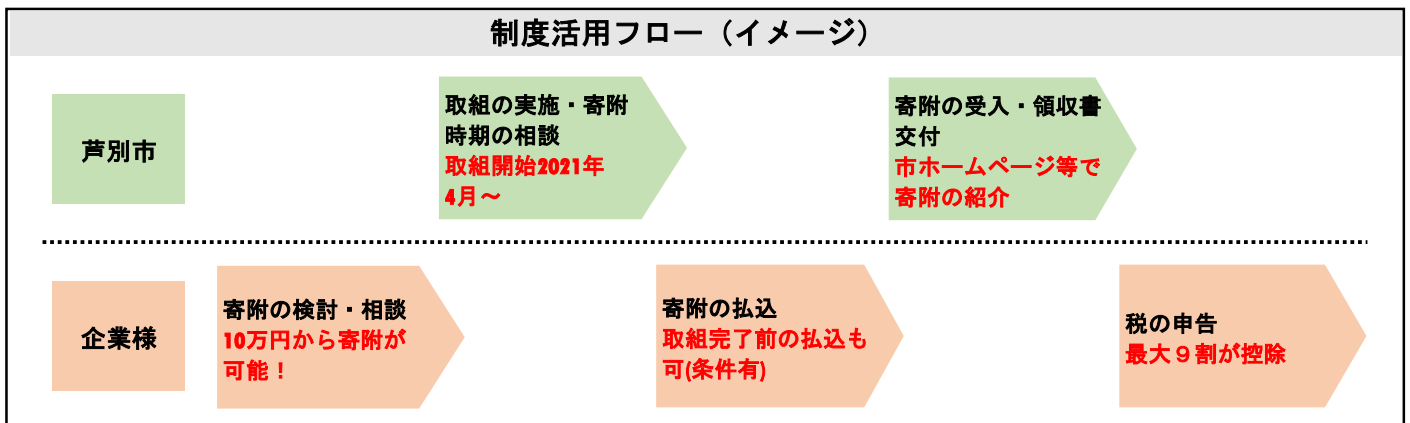 制度活用フロー（イメージ）
芦別市
取組の実施・寄附
時期の相談
取組開始2021年
4月～
寄附の受入・領収書
交付
市ホームページ等で
寄附の紹介
企業様
寄附の検討・相談
10万円から寄附が
可能！
寄附の払込
取組完了前の払込も
可(条件有)
税の申告
最大９割が控除